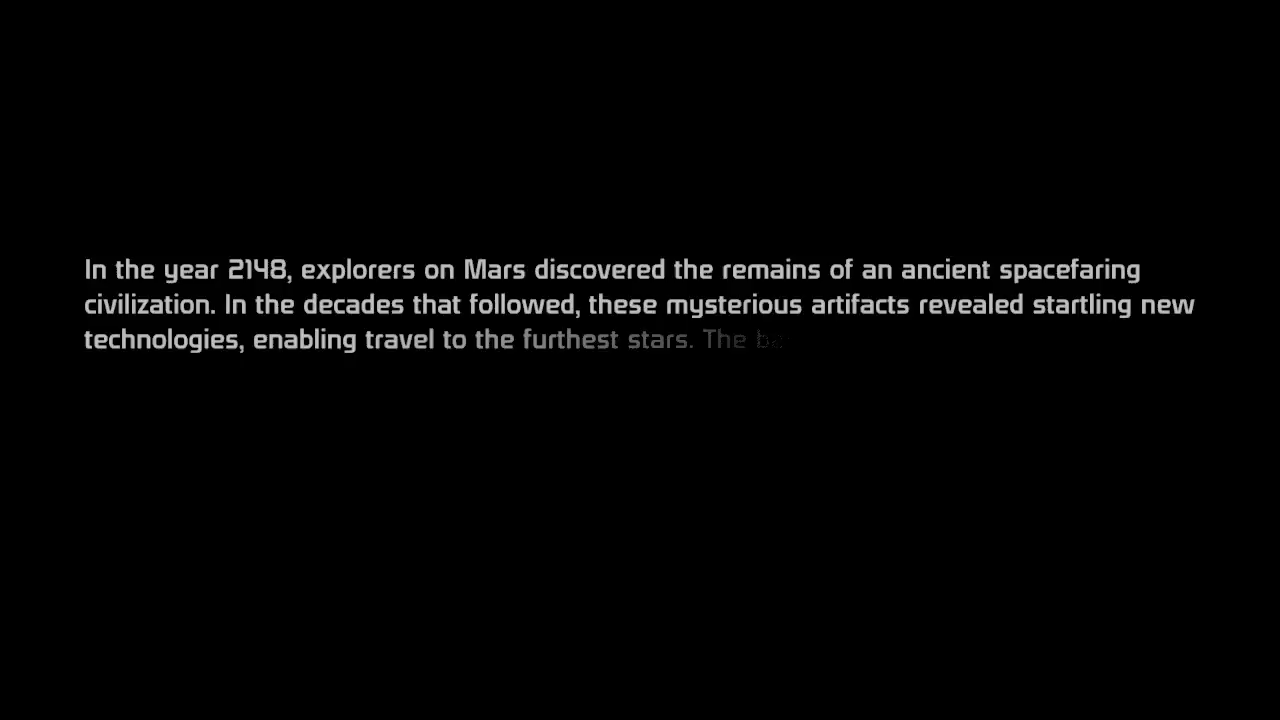 In the year 2148, explorers on Mars discovered the remains of an ancient spacefaring
civilization. In the decades that followed, these mysterious artifacts revealed startling new
technologies, enabling travel to the furthest stars. The